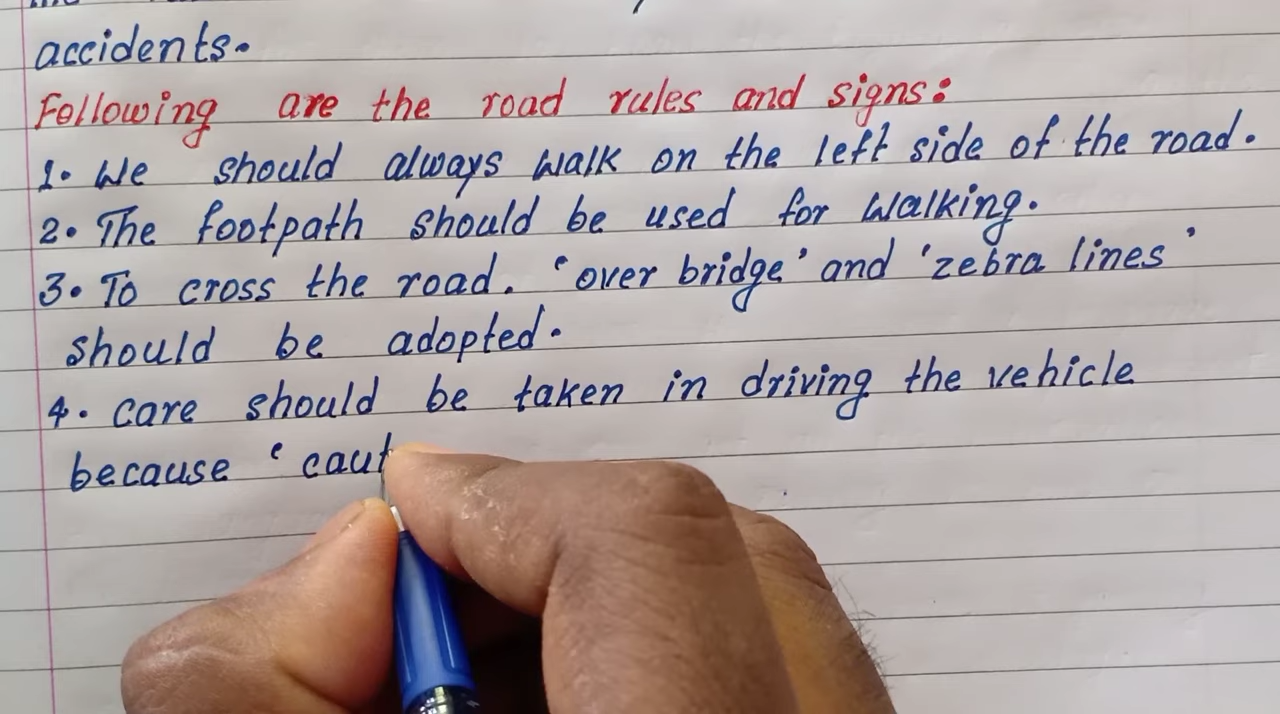 accidents.
Following are the road rules and signs:
1. We should always walk on the left side of the road.
2. The footpath should be used for walking.
3. To cross the road. 'over bridge' and 'zebra lines'
should be adopted.
4. care should be taken in driving the vehicle
because ' caut